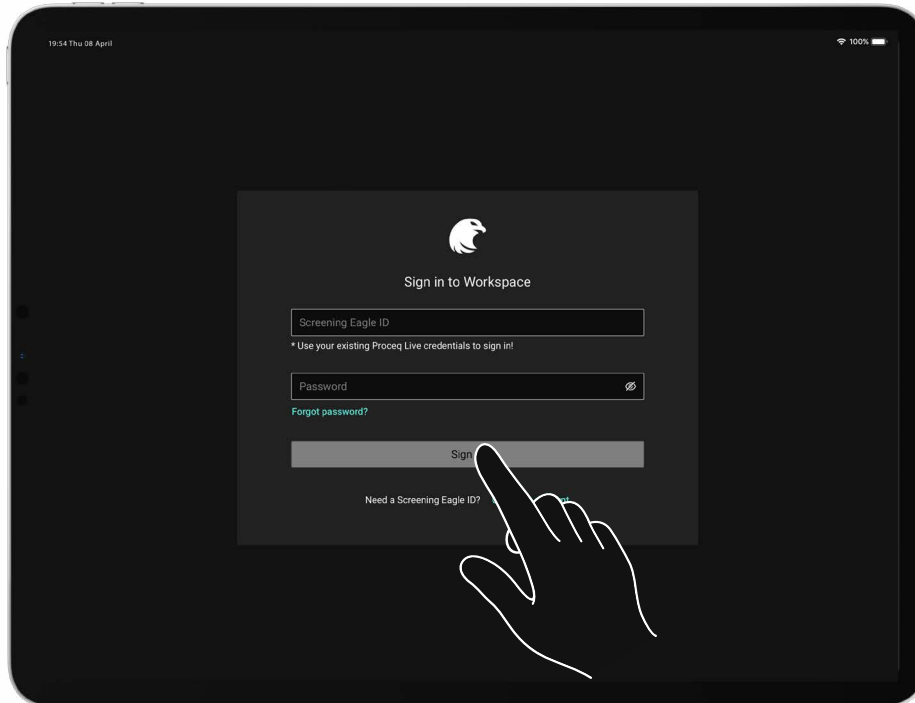 19:54 Thu 08 April
100%
Sign in to Workspace
Screening Eagle ID
* Use your existing Proceq Live credentials to sign in!
Password
Forgot password?
Sign
Need a Screening Eagle ID?